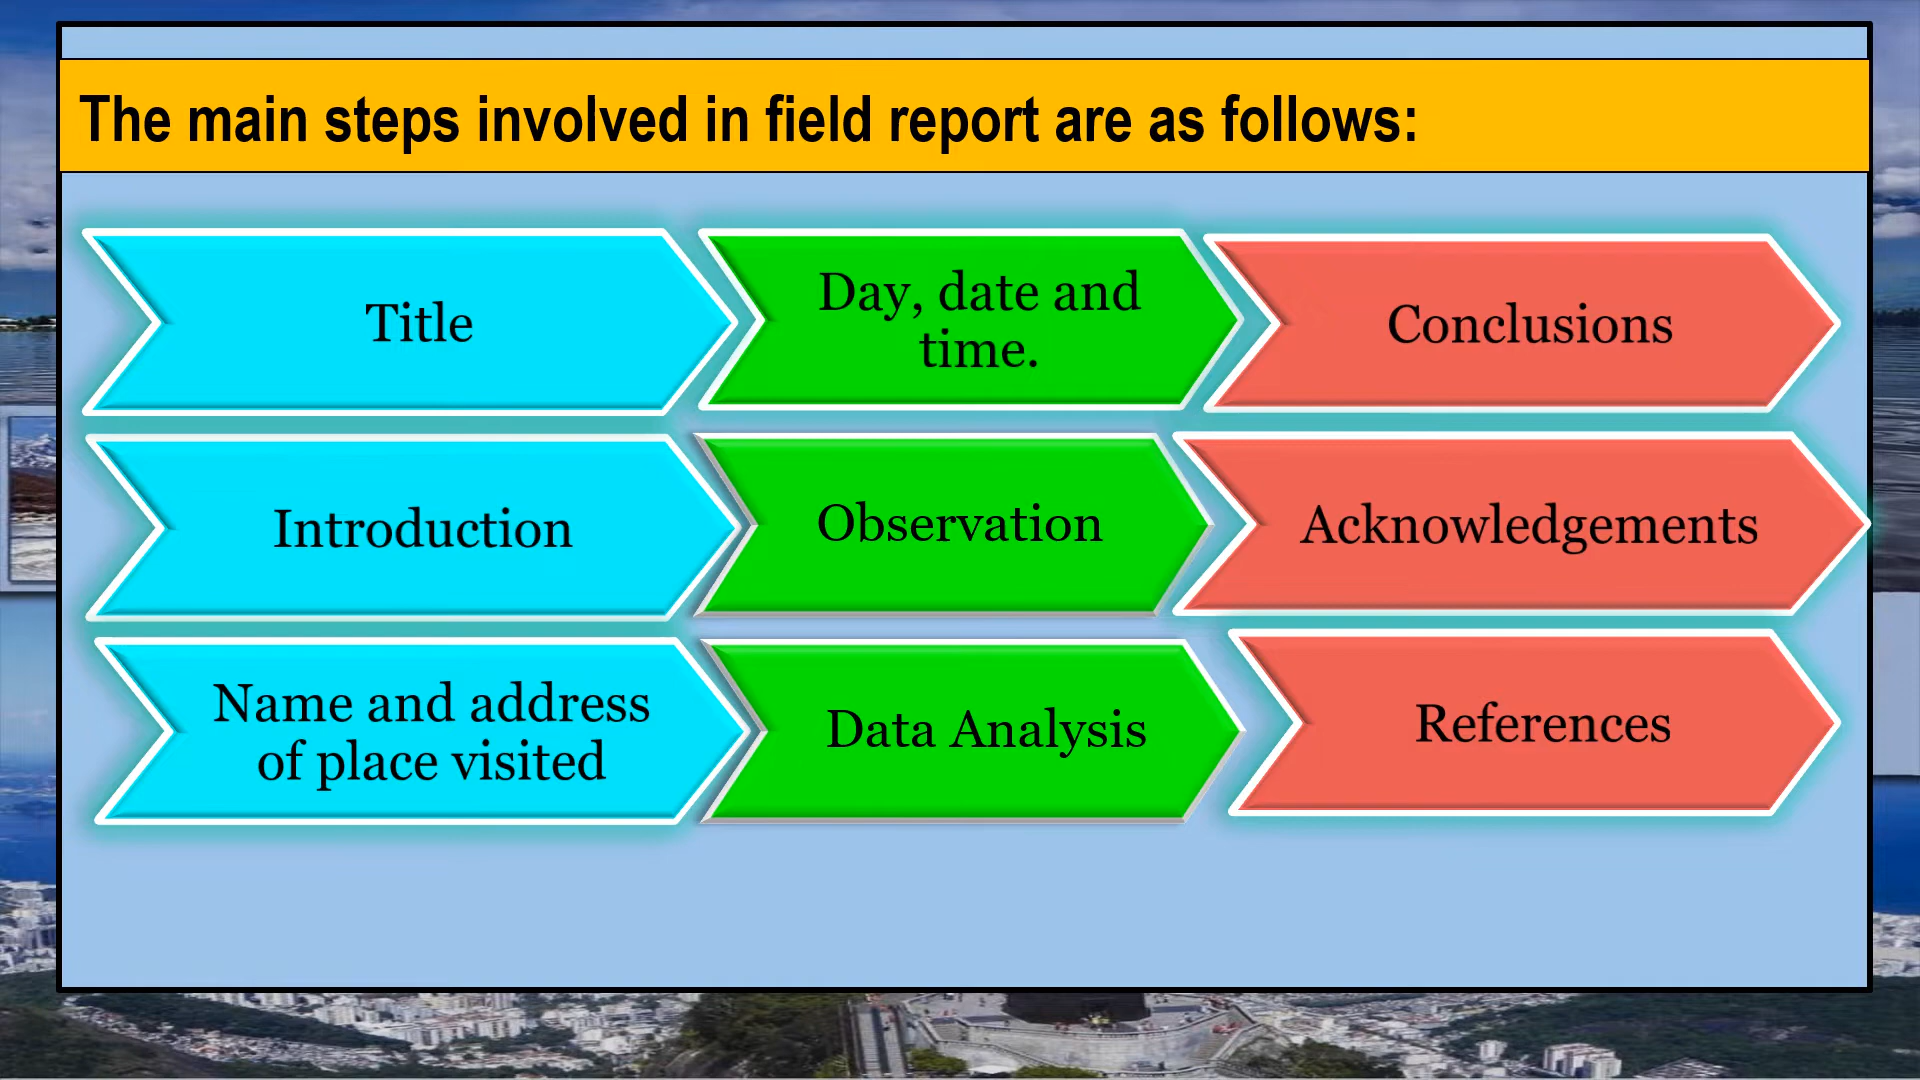 The main steps involved in field report are as follows:
Title
Introduction
Name and address
of place visited
Day, date and
time.
Observation
Data Analysis
Conclusions
Acknowledgements
References